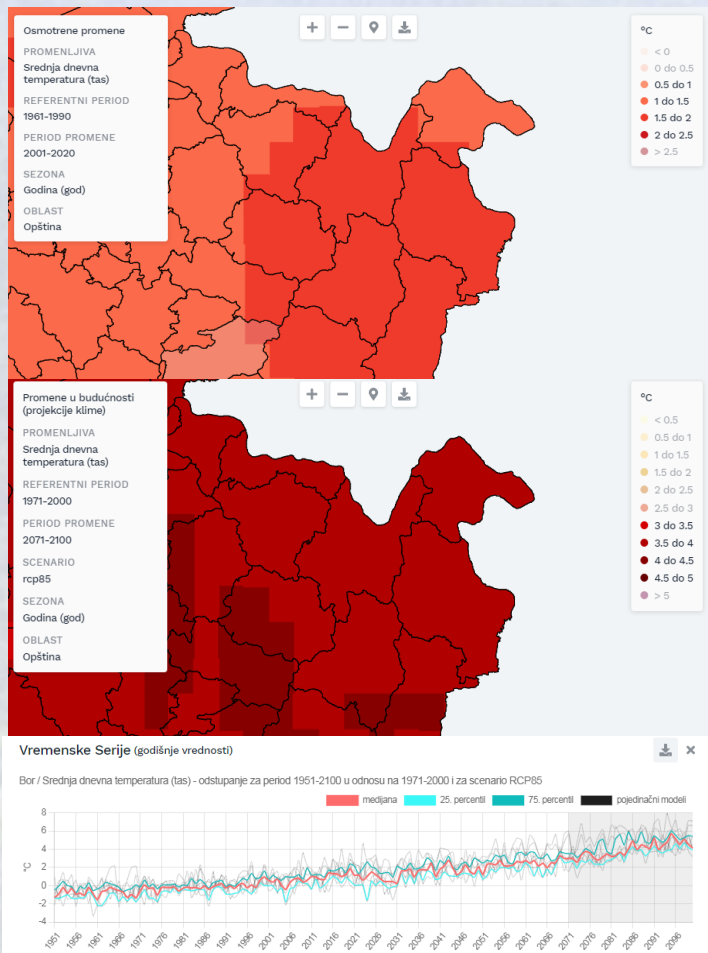 Osmotrene promene
PROMENLJIVA
Srednja dnevna
temperatura (tas)
REFERENTNI PERIOD
1961-1990
PERIOD PROMENE
2001-2020
SEZONA
Godina (god)
OBLAST
Opština
°C
< 0
0 do 0.5
0.5 do 1
1 do 1.5
1.5 do 2
2 do 2.5
> 2.5
Promene u budućnosti
(projekcije klime)
PROMENLJIVA
Srednja dnevna
temperatura (tas)
REFERENTNI PERIOD
1971-2000
PERIOD PROMENE
2071-2100
SCENARIO
rcp85
SEZONA
Godina (god)
OBLAST
Opština
°C
< 0.5
0.5 do 1
1 do 1.5
1.5 do 2
2 do 2.5
2.5 do 3
3 do 3.5
3.5 do 4
4 do 4.5
4.5 do 5
> 5
Vremenske Serije (godišnje vrednosti)
Bor / Srednja dnevna temperatura (tas) - odstupanje za period 1951-2100 u odnosu na 1971-2000 i za scenario RCP85
medijana 25. percentil 75. percentil pojedinačni modeli
°C
8
6
4
2
0
-2
-4
1951 1956 1961 1966 1971 1976 1981 1986 1991 1996 2001 2006 2011 2016 2021 2026 2031 2036 2041 2046 2051 2056 2061 2066 2071 2076 2081 2086 2091 2096